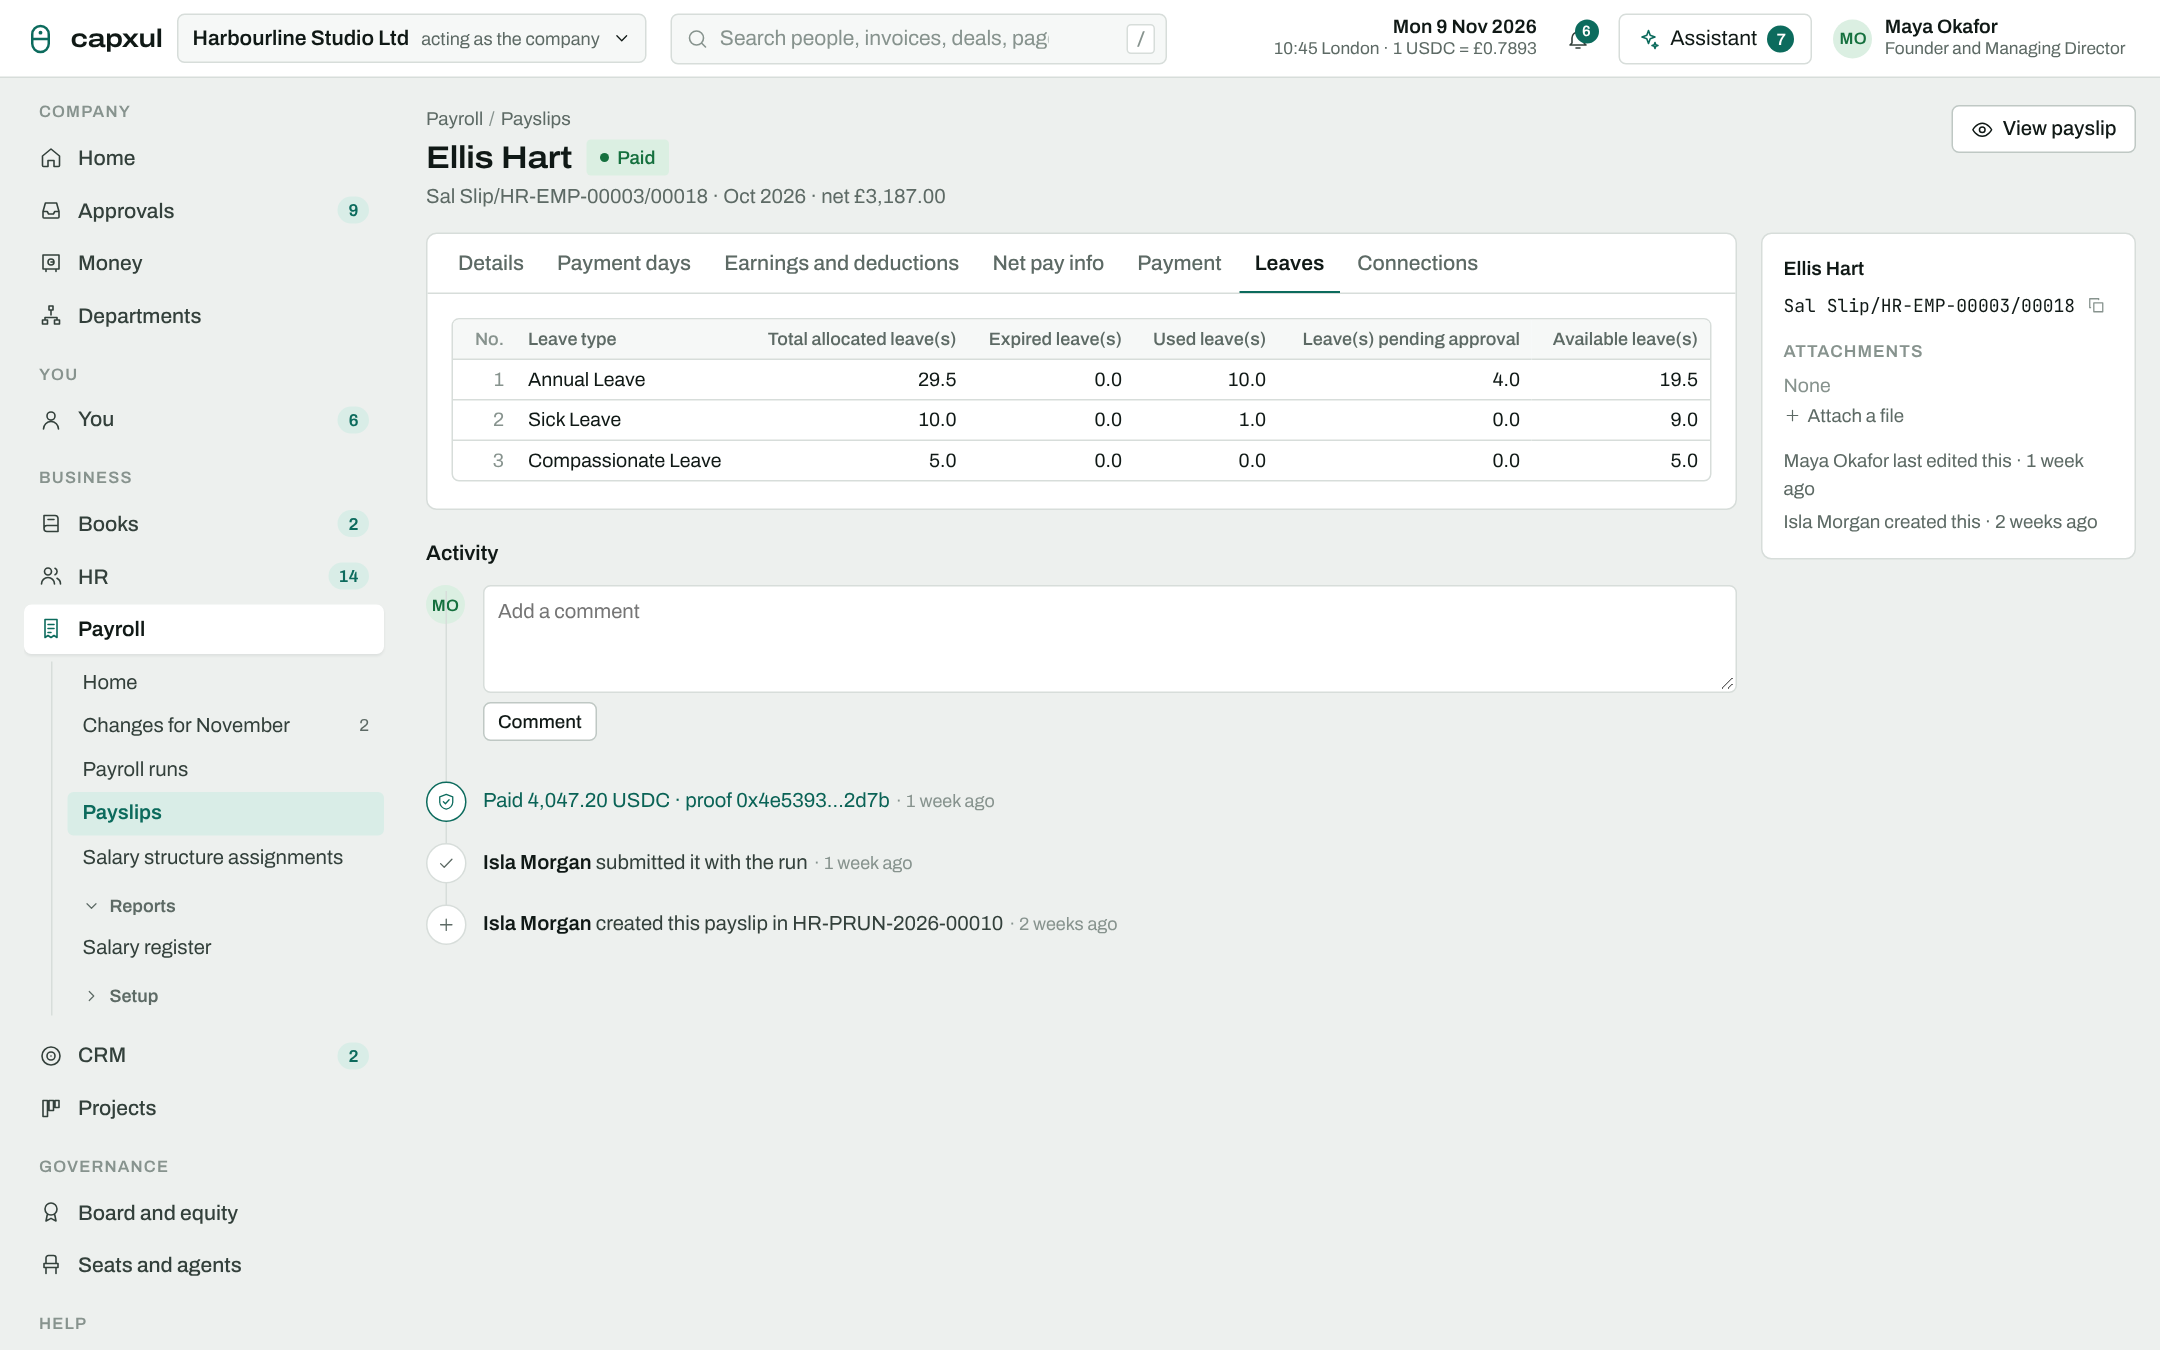 capxul
Harbourline Studio Ltd acting as the company
Search people, invoices, deals, pag
/
Mon 9 Nov 2026
10:45 London · 1 USDC = £0.7893
6
Assistant 7
MO
Maya Okafor
Founder and Managing Director
COMPANY
Home
Approvals 9
Money
Departments
YOU
You 6
BUSINESS
Books 2
HR 14
Payroll
Home
Changes for November 2
Payroll runs
Payslips
Salary structure assignments
Reports
Salary register
Setup
CRM 2
Projects
GOVERNANCE
Board and equity
Seats and agents
HELP
Payroll / Payslips
Ellis Hart
Paid
Sal Slip/HR-EMP-00003/00018 · Oct 2026 · net £3,187.00
View payslip
Details Payment days Earnings and deductions Net pay info Payment Leaves Connections
No. Leave type Total allocated leave(s) Expired leave(s) Used leave(s) Leave(s) pending approval Available leave(s)
1 Annual Leave 29.5 0.0 10.0 4.0 19.5
2 Sick Leave 10.0 0.0 1.0 0.0 9.0
3 Compassionate Leave 5.0 0.0 0.0 0.0 5.0
Activity
MO
Add a comment
Comment
Paid 4,047.20 USDC · proof 0x4e5393...2d7b · 1 week ago
Isla Morgan submitted it with the run · 1 week ago
Isla Morgan created this payslip in HR-PRUN-2026-00010 · 2 weeks ago
Ellis Hart
Sal Slip/HR-EMP-00003/00018
ATTACHMENTS
None
+ Attach a file
Maya Okafor last edited this · 1 week
ago
Isla Morgan created this · 2 weeks ago